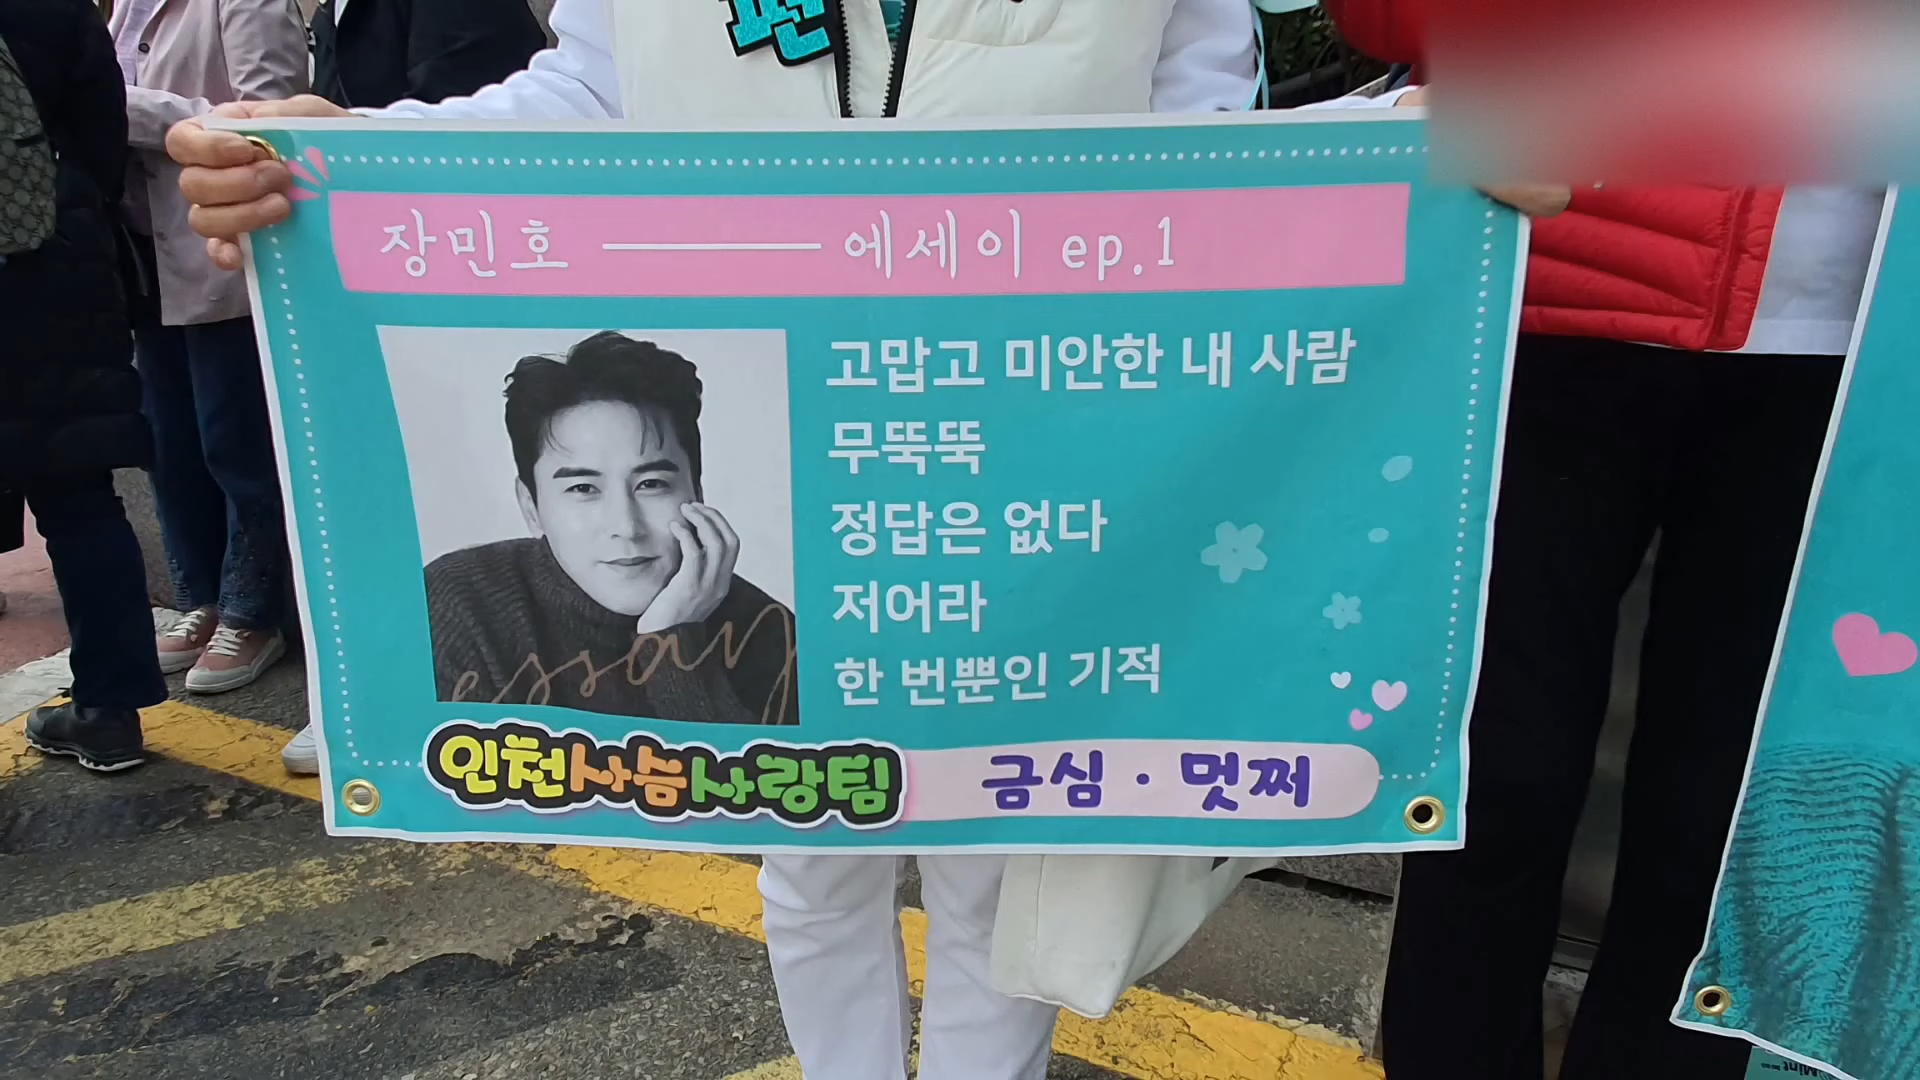 장민호 에세이 ep.1
고맙고 미안한 내 사람
무뚝뚝
정답은 없다
저어라
한 번뿐인 기적
essay
인천사슴사랑팀 금심 · 멋쩌